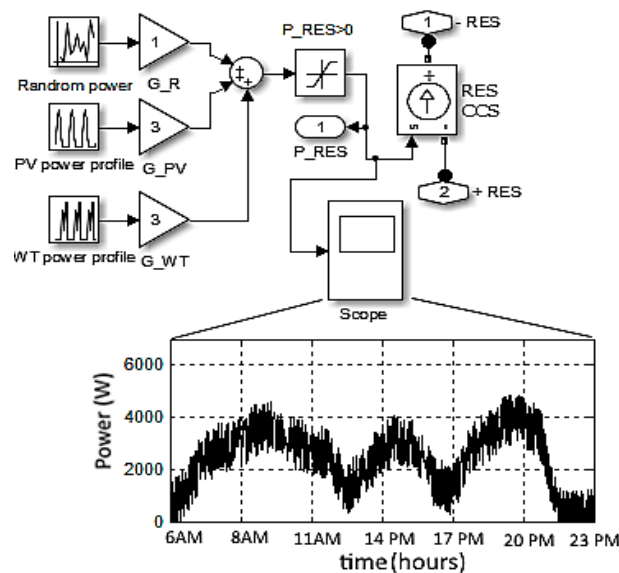 1 - RES
P_RES>0
1
Randrom power
G_R
RES
CCS
s
3
PV power profile
G_PV
1
P_RES
2 + RES
3
WT power profile
G_WT
Scope
Power (W)
6000
4000
2000
0
6AM 8AM 11AM 14 PM 17 PM 20 PM 23 PM
time (hours)